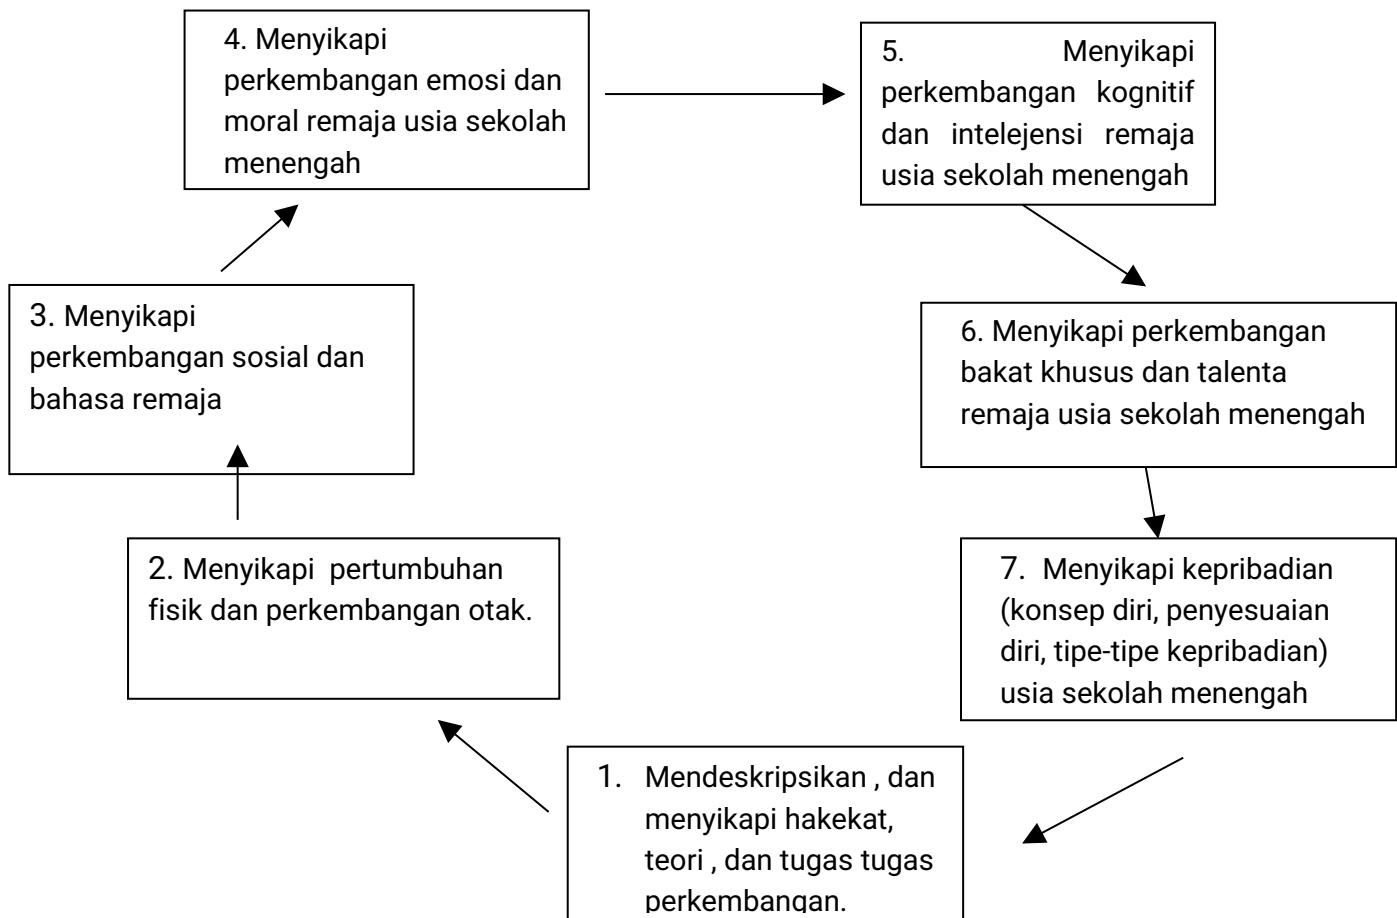 4. Menyikapi
perkembangan emosi dan
moral remaja usia sekolah
menengah
5. Menyikapi
perkembangan kognitif
dan intelejensi remaja
usia sekolah menengah
3. Menyikapi
perkembangan sosial dan
bahasa remaja
6. Menyikapi perkembangan
bakat khusus dan talenta
remaja usia sekolah menengah
2. Menyikapi pertumbuhan
fisik dan perkembangan otak.
7. Menyikapi kepribadian
(konsep diri, penyesuaian
diri, tipe-tipe kepribadian)
usia sekolah menengah
1. Mendeskripsikan , dan
menyikapi hakekat,
teori , dan tugas tugas
perkembangan.